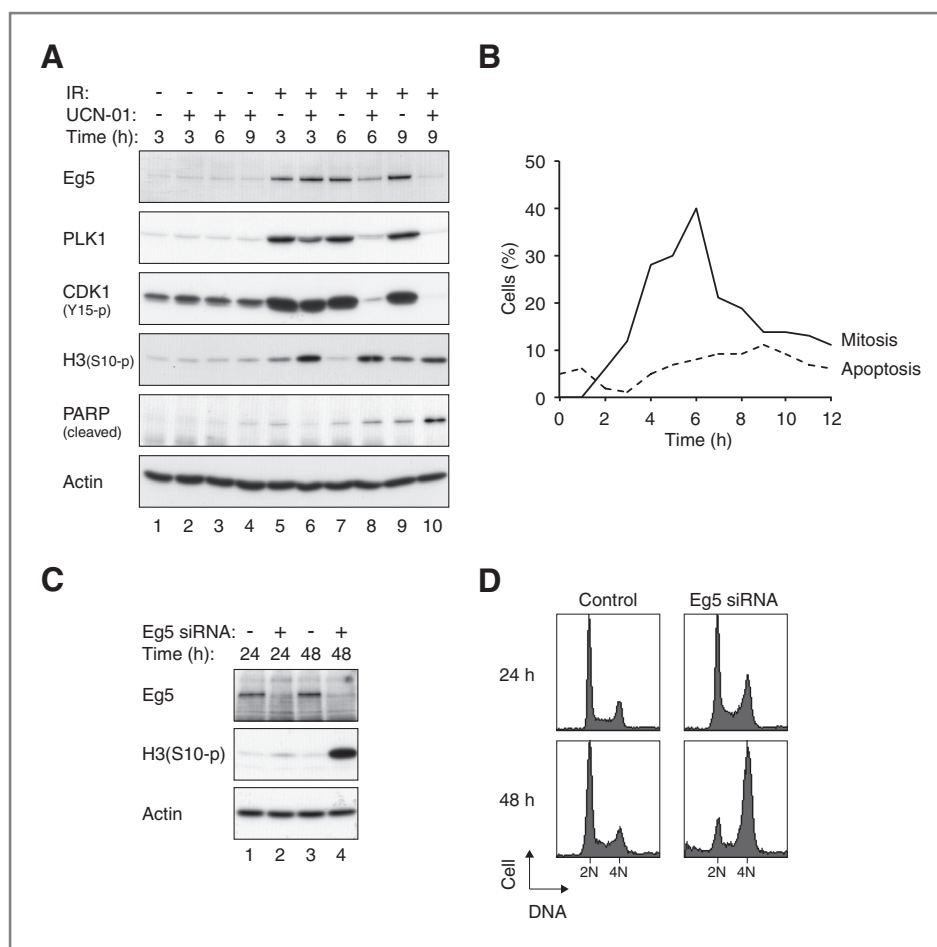 A
IR: - - - - + + + + + +
UCN-01: - + + + - + - + - +
Time (h): 3 3 6 9 3 3 6 6 9 9
Eg5
PLK1
CDK1
(Y15-p)
H3(S10-p)
PARP
(cleaved)
Actin
1 2 3 4 5 6 7 8 9 10
B
50
40
30
20
10
0
Cells (%)
0 2 4 6 8 10 12
Time (h)
Mitosis
Apoptosis
C
Eg5 siRNA: - + - +
Time (h): 24 24 48 48
Eg5
H3(S10-p)
Actin
1 2 3 4
D
Control Eg5 siRNA
24 h
48 h
2N 4N 2N 4N
Cell
DNA